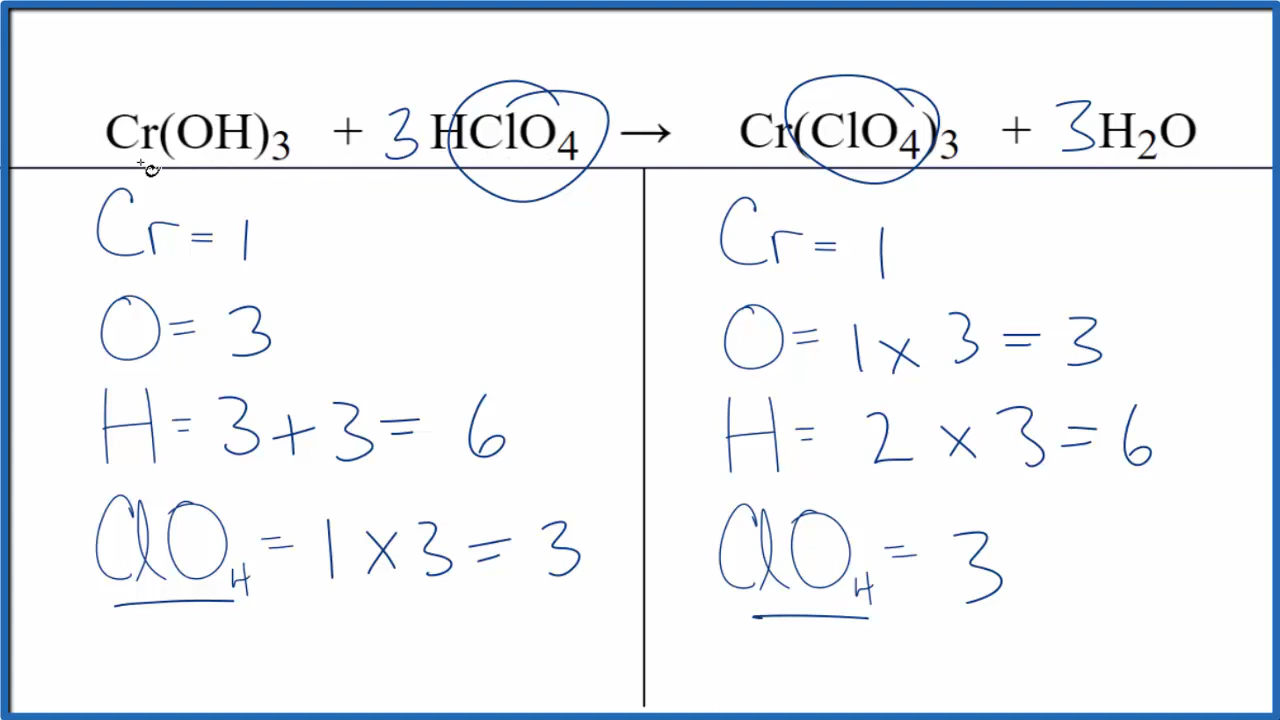 Cr(OH)₃ + 3 HClO₄ → Cr(ClO₄)₃ + 3 H₂O
Cr = 1
O = 3
H = 3 + 3 = 6
ClO₄ = 1 x 3 = 3
Cr = 1
O = 1 x 3 = 3
H = 2 x 3 = 6
ClO₄ = 3